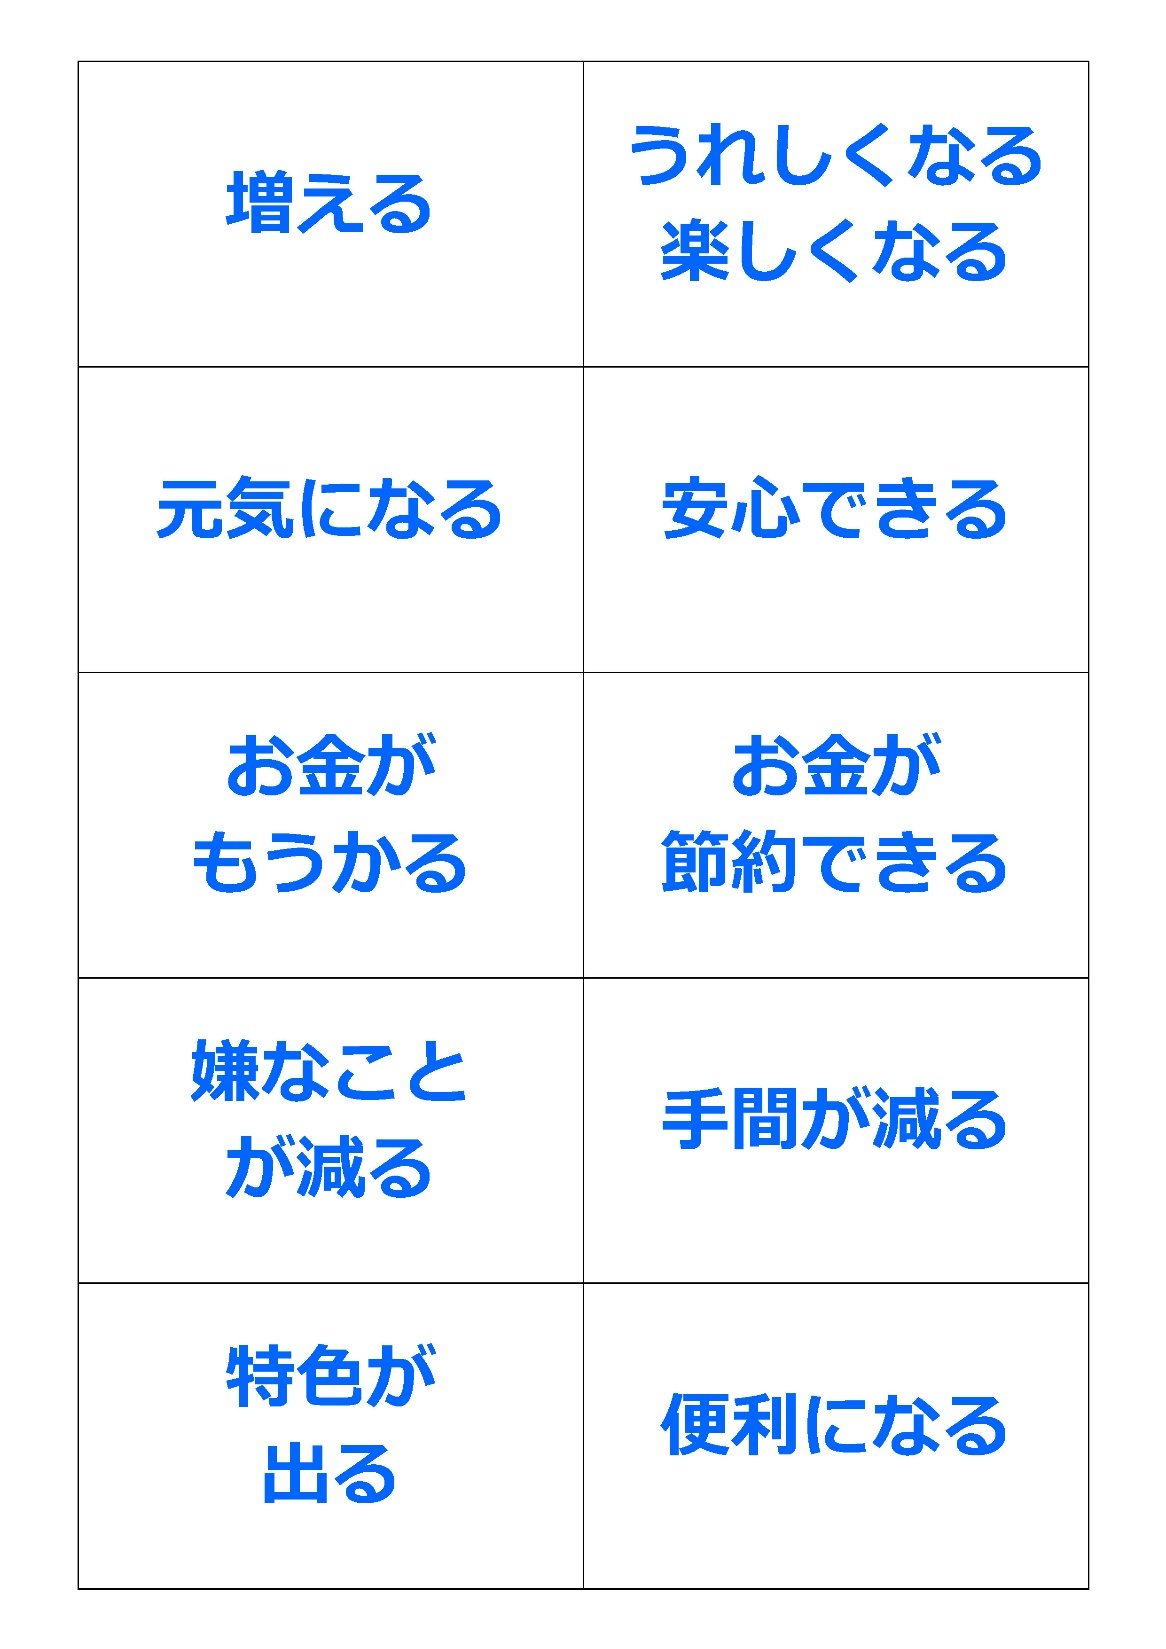 増える
うれしくなる
楽しくなる
元気になる
安心できる
お金が
もうかる
お金が
節約できる
嫌なこと
が減る
手間が減る
特色が
出る
便利になる